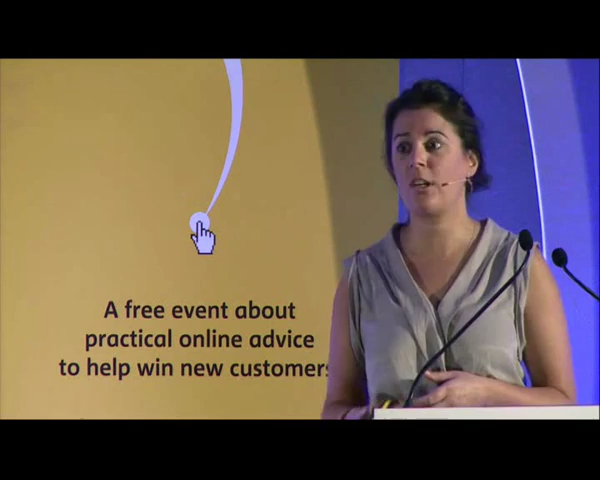 A free event about
practical online advice
to help win new customers